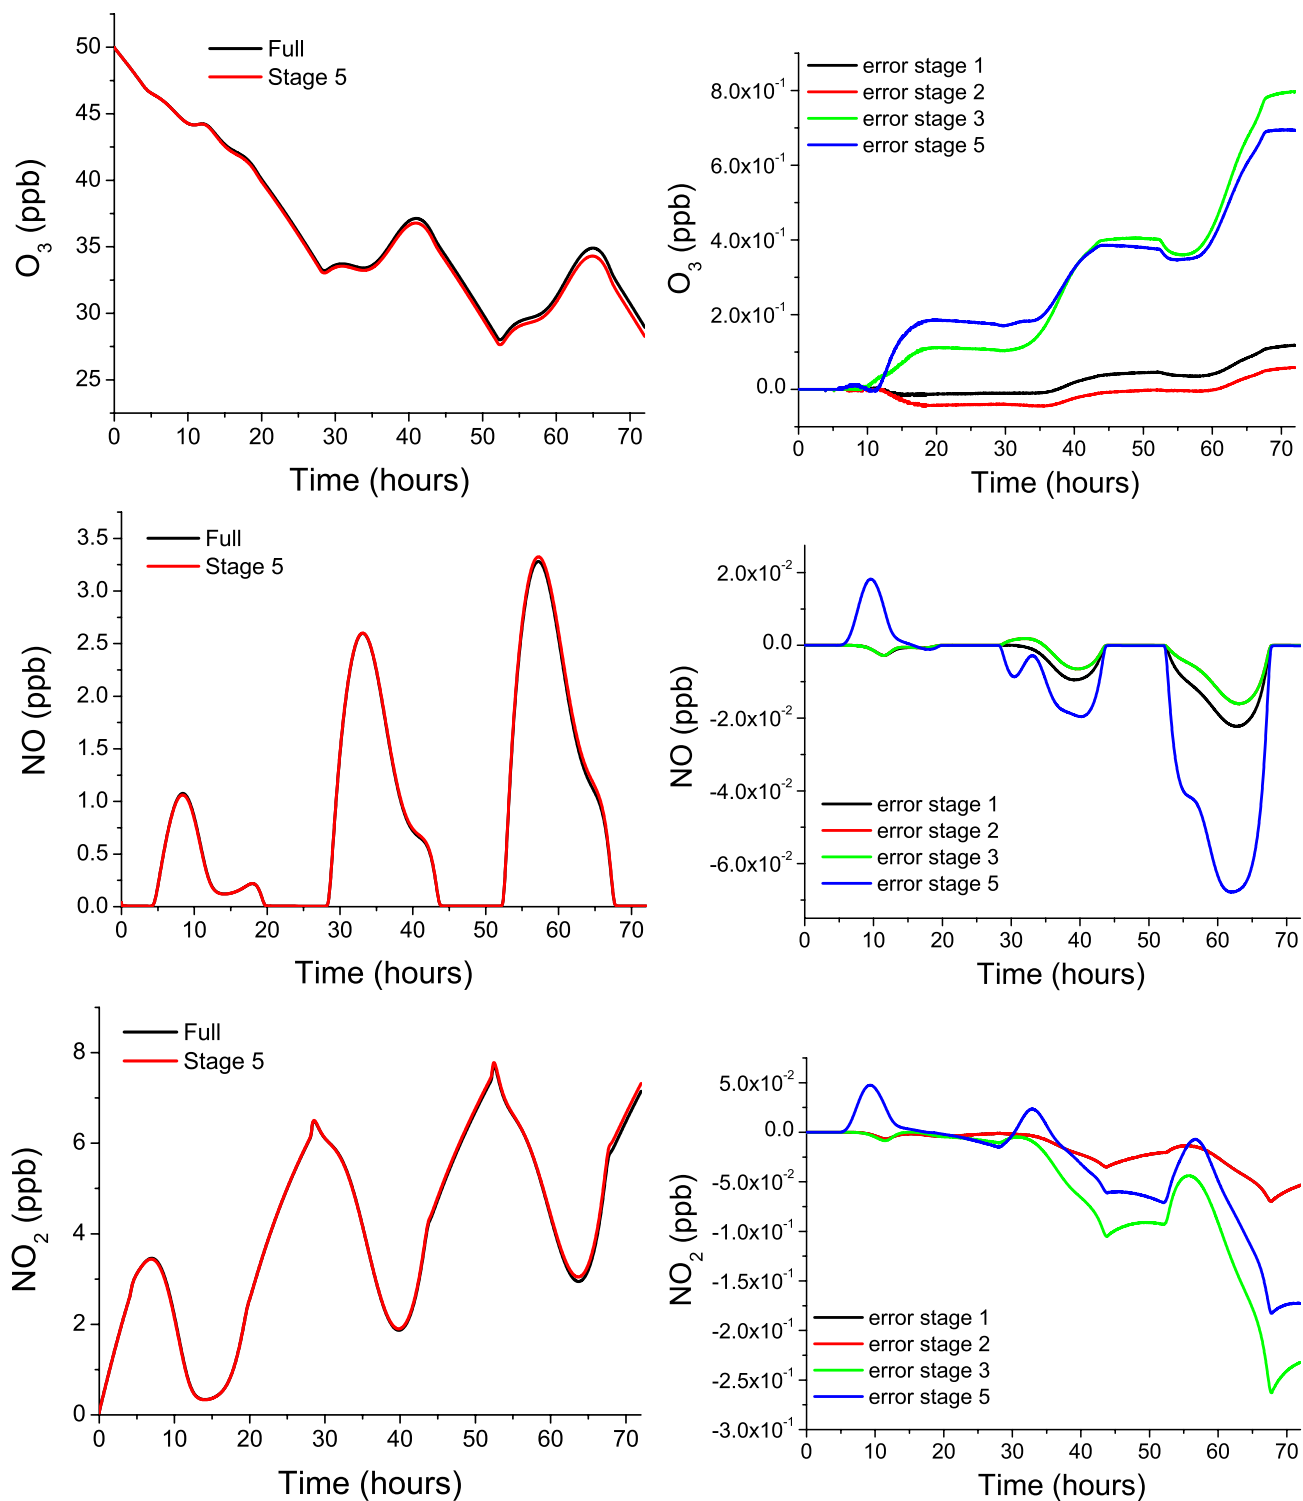 Full
Stage 5
50
45
40
35
30
25
O3 (ppb)
0 10 20 30 40 50 60 70
Time (hours)
error stage 1
error stage 2
error stage 3
error stage 5
8.0x10-1
6.0x10-1
4.0x10-1
2.0x10-1
0.0
O3 (ppb)
0 10 20 30 40 50 60 70
Time (hours)
Full
Stage 5
3.5
3.0
2.5
2.0
1.5
1.0
0.5
0.0
NO (ppb)
0 10 20 30 40 50 60 70
Time (hours)
2.0x10-2
0.0
-2.0x10-2
-4.0x10-2
-6.0x10-2
NO (ppb)
error stage 1
error stage 2
error stage 3
error stage 5
0 10 20 30 40 50 60 70
Time (hours)
Full
Stage 5
8
6
4
2
0
NO2 (ppb)
0 10 20 30 40 50 60 70
Time (hours)
5.0x10-2
0.0
-5.0x10-2
-1.0x10-1
-1.5x10-1
-2.0x10-1
-2.5x10-1
-3.0x10-1
NO2 (ppb)
error stage 1
error stage 2
error stage 3
error stage 5
0 10 20 30 40 50 60 70
Time (hours)